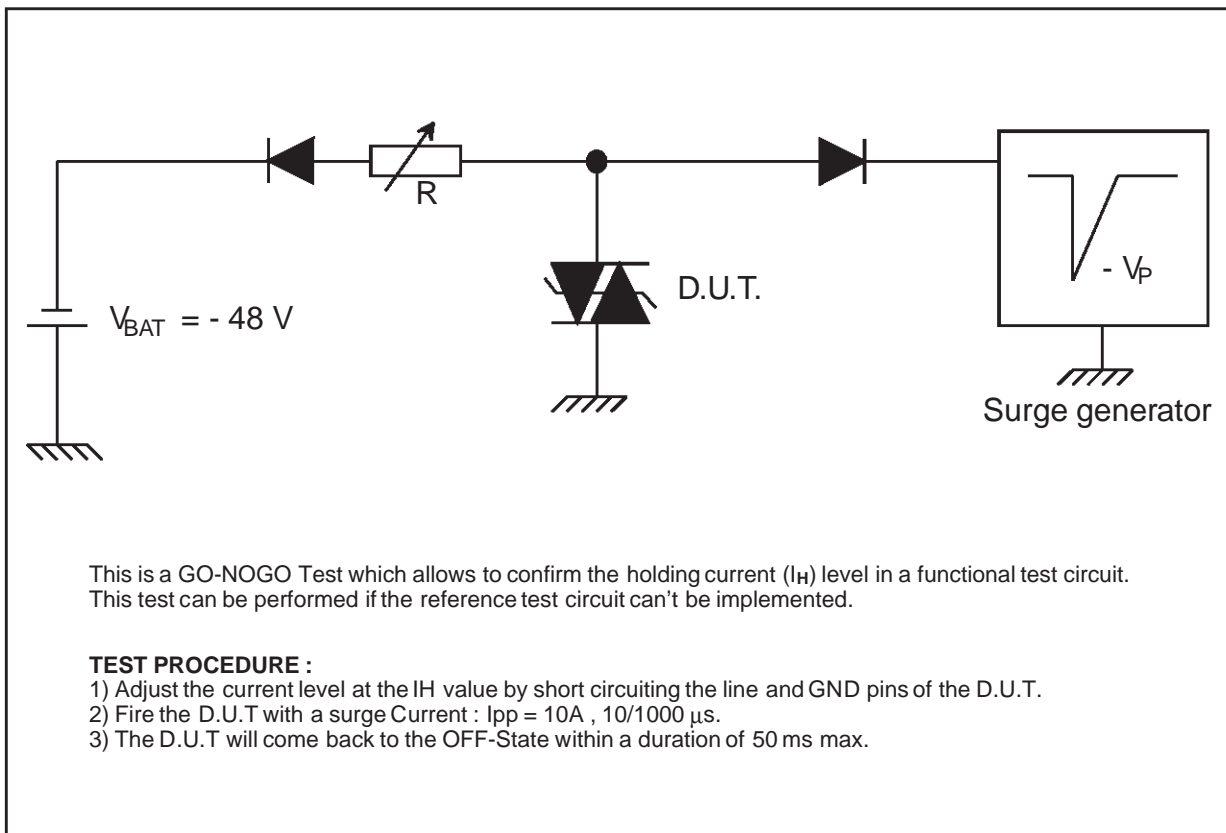 R
D.U.T.
- VP
VBAT = - 48 V
Surge generator
This is a GO-NOGO Test which allows to confirm the holding current (IH) level in a functional test circuit.
This test can be performed if the reference test circuit can't be implemented.
TEST PROCEDURE :
1) Adjust the current level at the IH value by short circuiting the line and GND pins of the D.U.T.
2) Fire the D.U.T with a surge Current : Ipp = 10A , 10/1000 μs.
3) The D.U.T will come back to the OFF-State within a duration of 50 ms max.